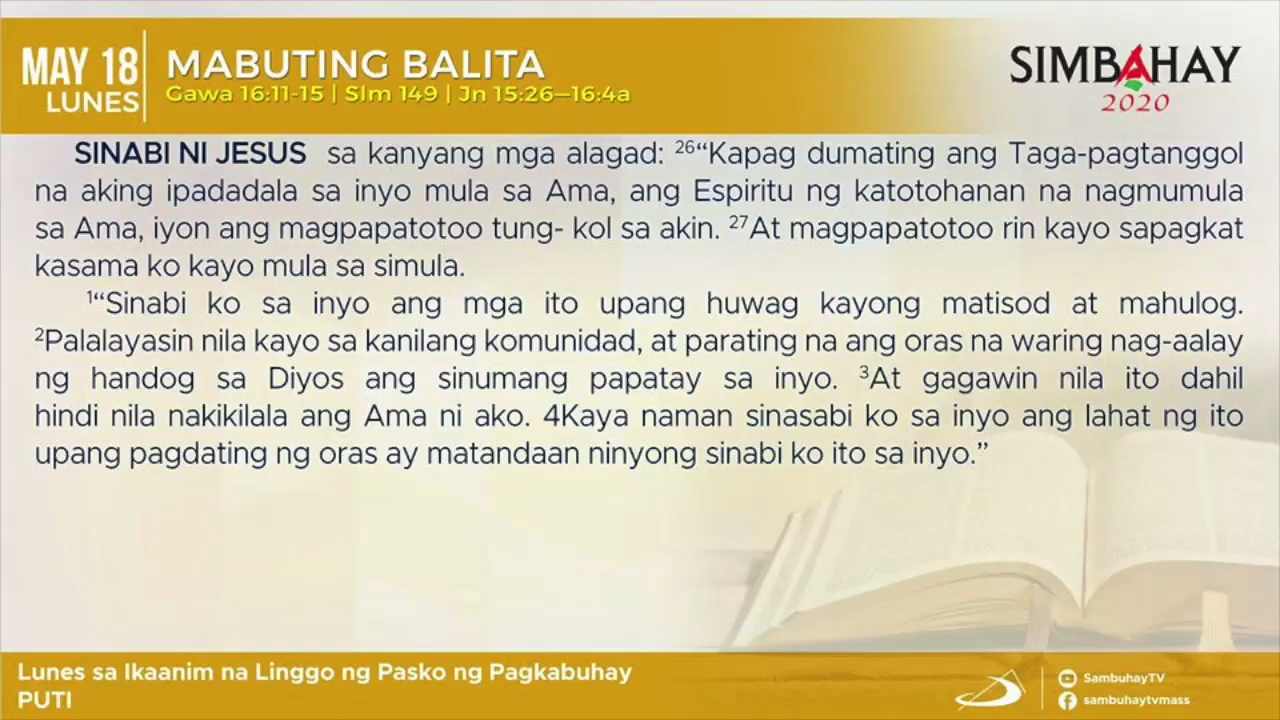 MAY 18
LUNES
MABUTING BALITA
Gawa 16:11-15 | Slm 149 | Jn 15:26—16:4a
SIMBAHAY
2020
SINABI NI JESUS sa kanyang mga alagad: 26“Kapag dumating ang Taga-pagtanggol
na aking ipadadala sa inyo mula sa Ama, ang Espiritu ng katotohanan na nagmumula
sa Ama, iyon ang magpapatotoo tung- kol sa akin. 27At magpapatotoo rin kayo sapagkat
kasama ko kayo mula sa simula.
1“Sinabi ko sa inyo ang mga ito upang huwag kayong matisod at mahulog.
2Palalayasin nila kayo sa kanilang komunidad, at parating na ang oras na waring nag-aalay
ng handog sa Diyos ang sinumang papatay sa inyo. 3At gagawin nila ito dahil
hindi nila nakikilala ang Ama ni ako. 4Kaya naman sinasabi ko sa inyo ang lahat ng ito
upang pagdating ng oras ay matandaan ninyong sinabi ko ito sa inyo.”
Lunes sa Ikaanim na Linggo ng Pasko ng Pagkabuhay
PUTI
SambuhayTV
sambuhaytvmass